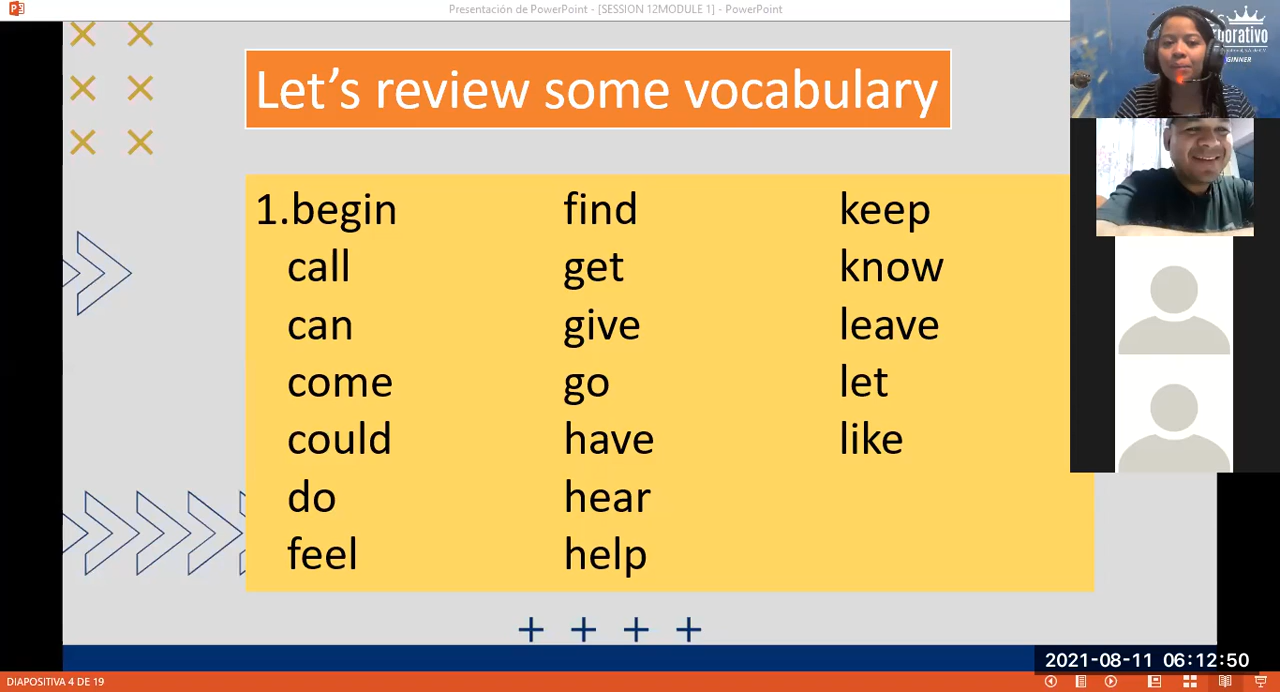 Presentación de PowerPoint - [SESSION 12MODULE 1] - PowerPoint
Let's review some vocabulary
1.begin
call
can
come
could
do
feel
find
get
give
go
have
hear
help
keep
know
leave
let
like
2021-08-11 06:12:50
DIAPOSITIVA 4 DE 19